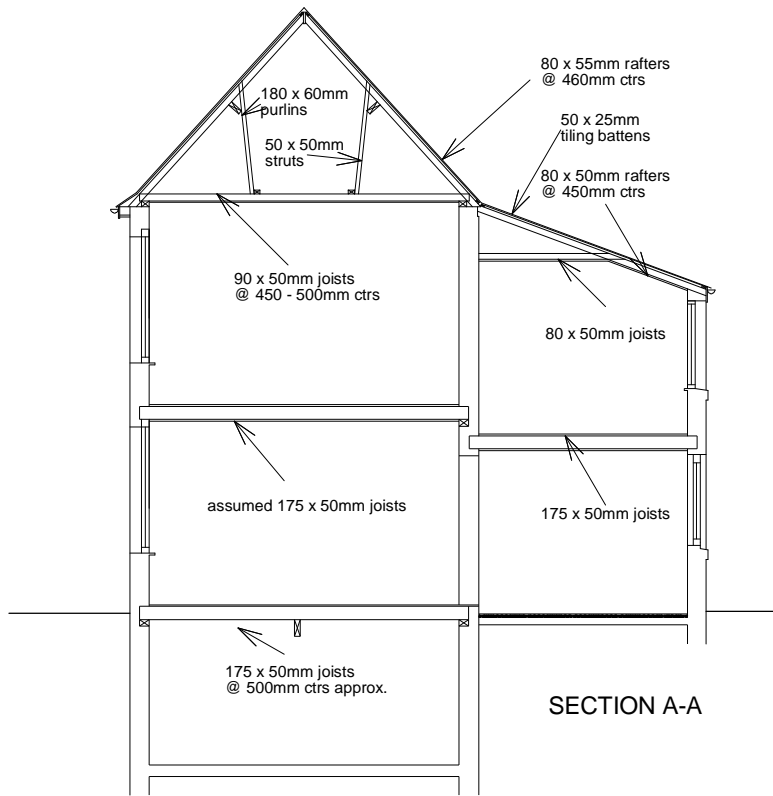 80 x 55mm rafters
@ 460mm ctrs
180 x 60mm
purlins
50 x 25mm
tiling battens
50 x 50mm
struts
80 x 50mm rafters
@ 450mm ctrs
90 x 50mm joists
@ 450 - 500mm ctrs
80 x 50mm joists
assumed 175 x 50mm joists
175 x 50mm joists
175 x 50mm joists
@ 500mm ctrs approx.
SECTION A-A